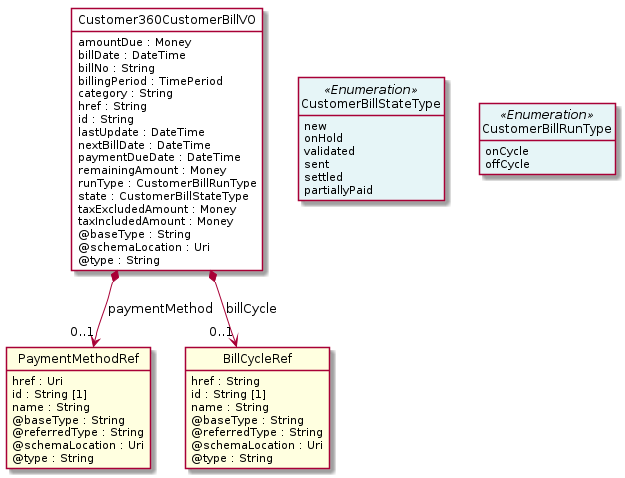 Customer360CustomerBillVO
amountDue : Money
billDate : DateTime
billNo : String
billingPeriod : TimePeriod
category : String
href : String
id : String
lastUpdate : DateTime
nextBillDate : DateTime
paymentDueDate : DateTime
remainingAmount : Money
runType : CustomerBillRunType
state : CustomerBillStateType
taxExcludedAmount : Money
taxIncludedAmount : Money
@baseType : String
@schemaLocation : Uri
@type : String
«Enumeration»
CustomerBillStateType
new
onHold
validated
sent
settled
partiallyPaid
«Enumeration»
CustomerBillRunType
onCycle
offCycle
paymentMethod
billCycle
0..1
0..1
PaymentMethodRef
href : Uri
id : String [1]
name : String
@baseType : String
@referredType : String
@schemaLocation : Uri
@type : String
BillCycleRef
href : String
id : String [1]
name : String
@baseType : String
@referredType : String
@schemaLocation : Uri
@type : String